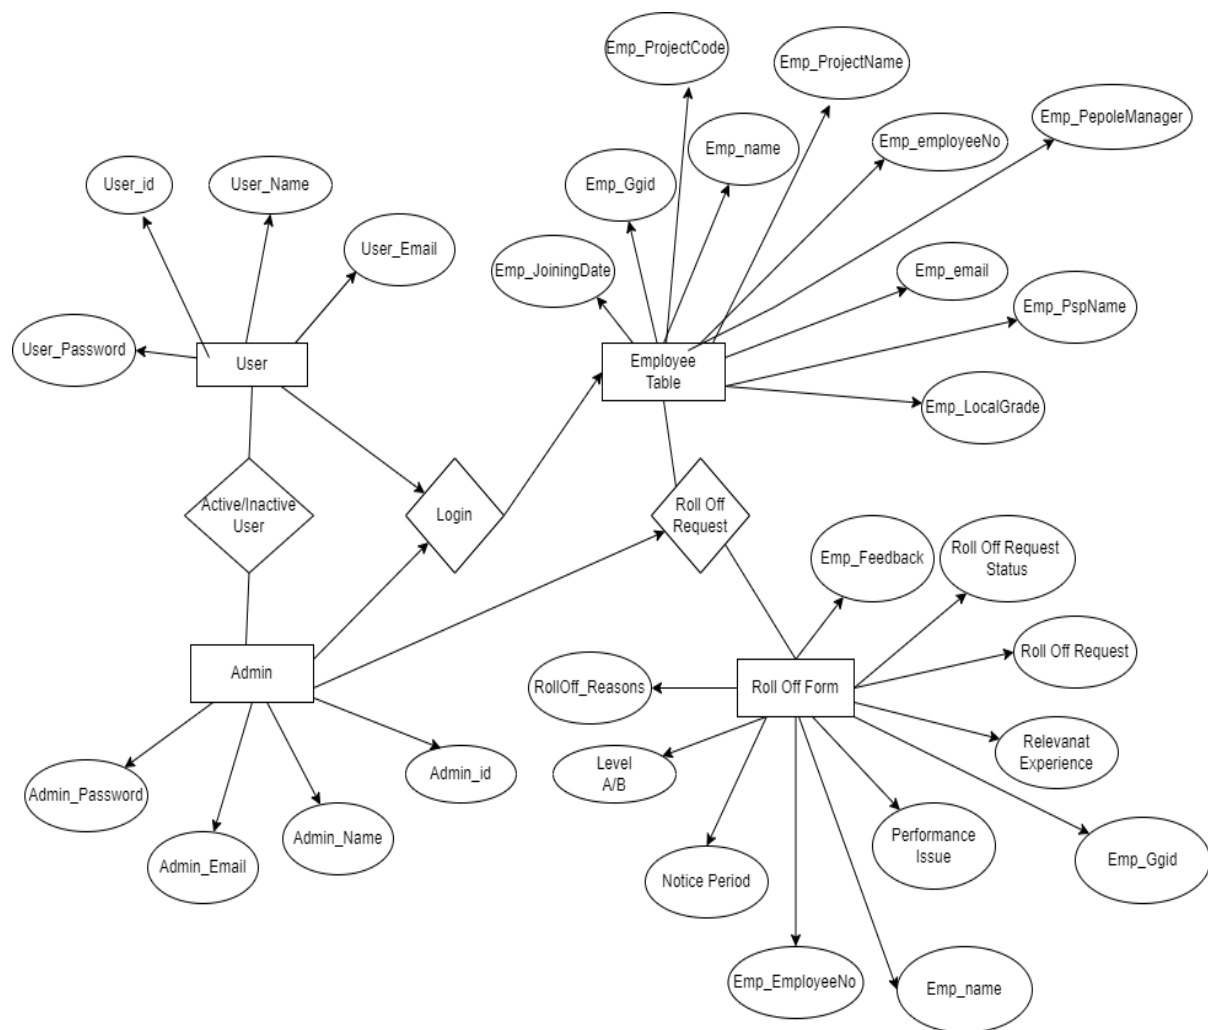 Emp_ProjectCode
Emp_ProjectName
Emp_PepoleManager
Emp_name
Emp_employeeNo
User_id
User_Name
Emp_Ggid
User_Email
Emp_JoiningDate
Emp_email
Emp_PspName
User_Password
User
Employee
Table
Emp_LocalGrade
Active/Inactive
User
Login
Roll Off
Request
Emp_Feedback
Roll Off Request
Status
Roll Off Request
Admin
RollOff_Reasons
Roll Off Form
Relevanat
Experience
Admin_id
Level
A/B
Admin_Password
Admin_Name
Performance
Issue
Admin_Email
Notice Period
Emp_Ggid
Emp_EmployeeNo
Emp_name